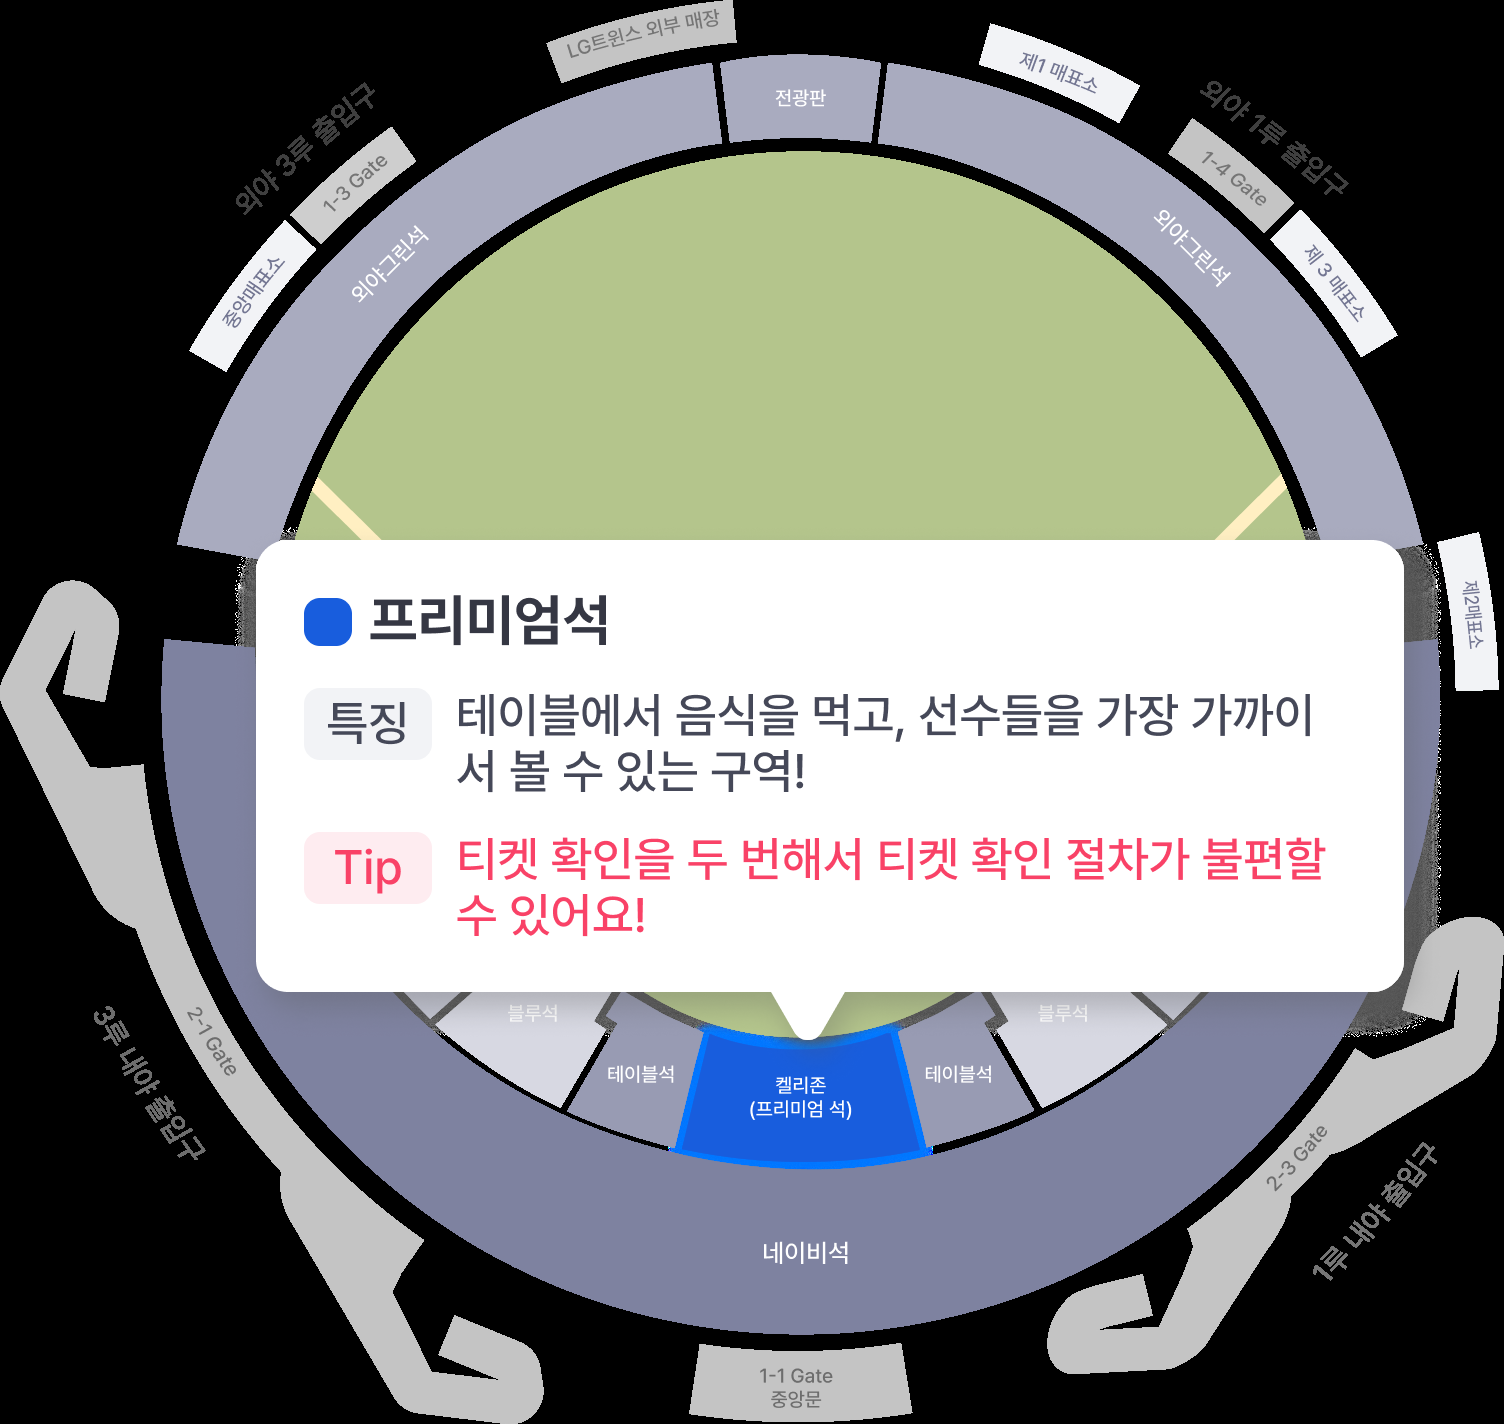 LG트윈스 외부 매장
전광판
제1 매표소
외야 3루 출입구
1-3 Gate
외야 1루 출입구
1-4 Gate
중앙매표소
외야그린석
외야그린석
제 3 매표소
제2매표소
프리미엄석
특징
테이블에서 음식을 먹고, 선수들을 가장 가까이
서 볼 수 있는 구역!
Tip
티켓 확인을 두 번해서 티켓 확인 절차가 불편할
수 있어요!
블루석
블루석
테이블석
켈리존
(프리미엄 석)
테이블석
2-1 Gate
3루 내야 출입구
2-3 Gate
1루 내야 출입구
네이비석
1-1 Gate
중앙문